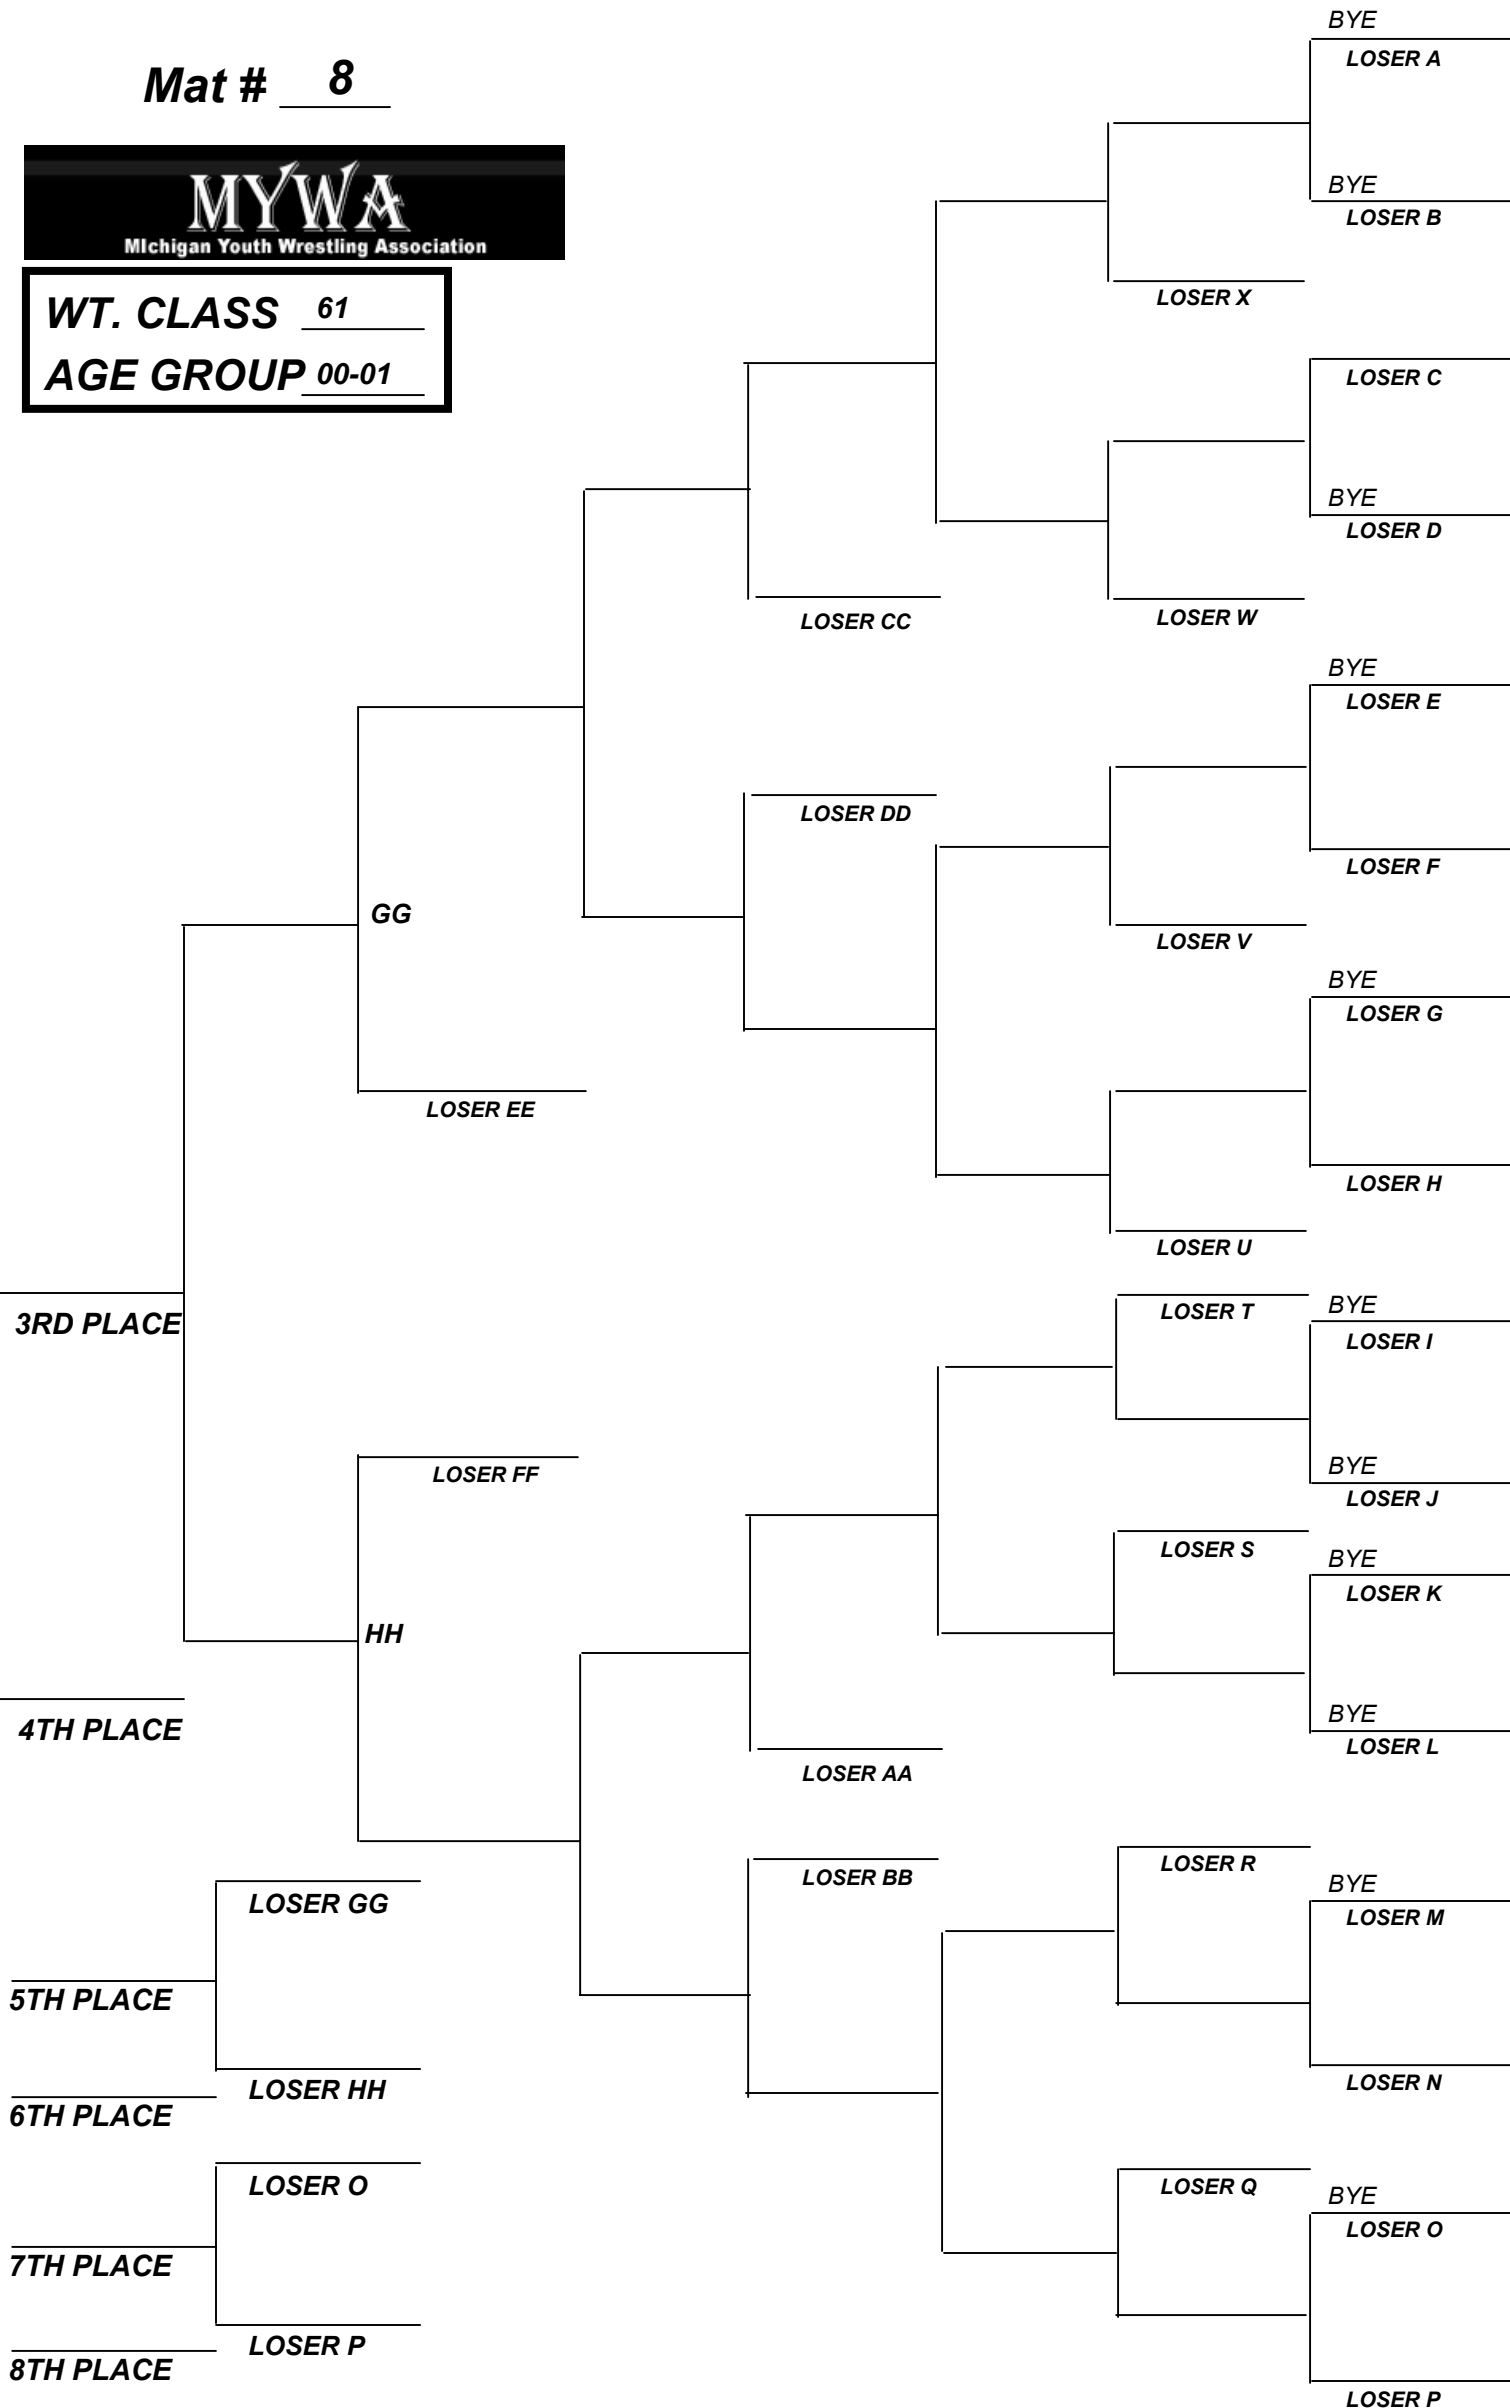 Mat # 8
MYWA
MIchigan Youth Wrestling Association
WT. CLASS 61
AGE GROUP 00-01
BYE
LOSER A
BYE
LOSER B
LOSER X
LOSER C
BYE
LOSER D
LOSER W
LOSER CC
BYE
LOSER E
LOSER DD
LOSER F
GG
LOSER V
BYE
LOSER G
LOSER EE
LOSER H
LOSER U
BYE
LOSER T
3RD PLACE
LOSER I
BYE
LOSER FF
LOSER J
LOSER S
BYE
LOSER K
HH
BYE
4TH PLACE
LOSER L
LOSER AA
LOSER R
LOSER BB
BYE
LOSER GG
LOSER M
5TH PLACE
LOSER N
LOSER HH
6TH PLACE
LOSER O
LOSER Q
BYE
LOSER O
7TH PLACE
LOSER P
8TH PLACE
LOSER P